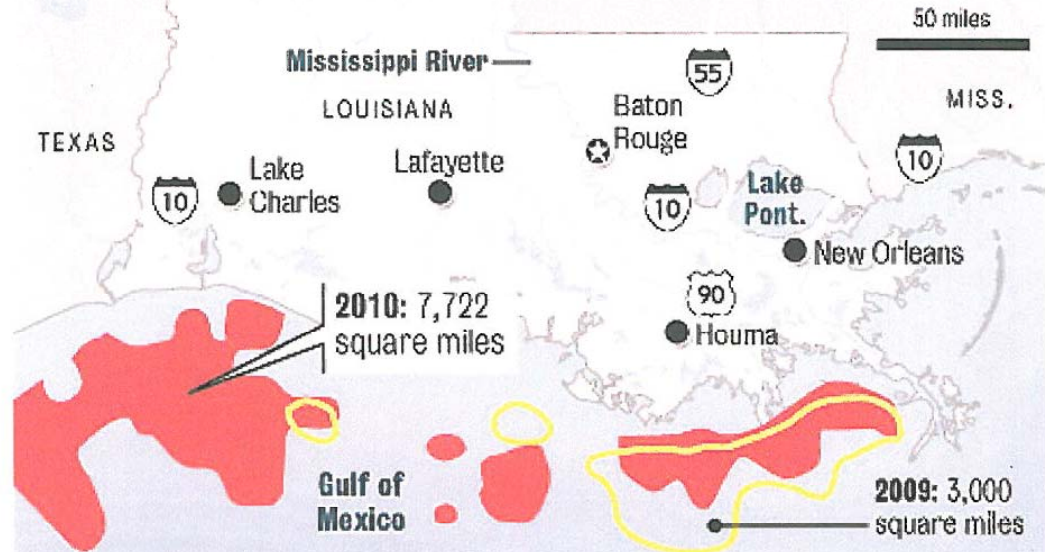 50 miles
Mississippi River
55
MISS.
LOUISIANA
Baton
Rouge
TEXAS
Lake
Charles
Lafayette
10
10
10
Lake
Pont.
New Orleans
90
Houma
2010: 7,722
square miles
Gulf of
Mexico
2009: 3,000
square miles